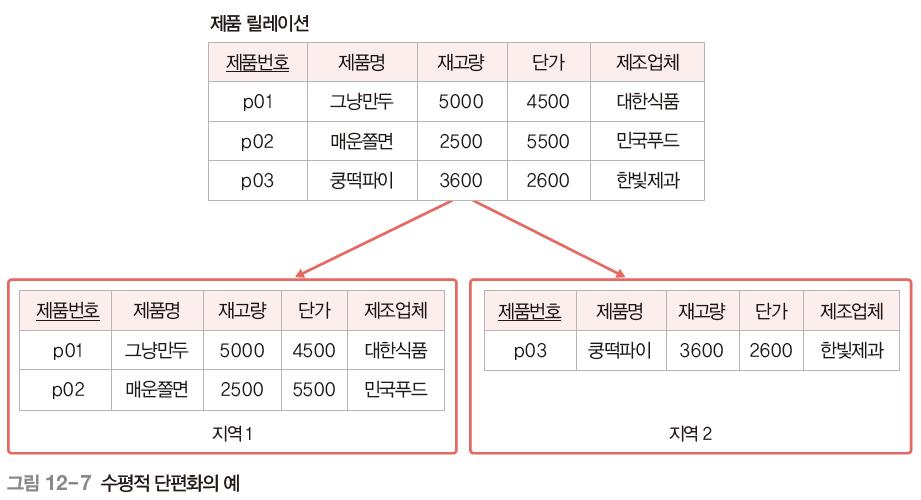 제품 릴레이션
제품번호 제품명 재고량 단가 제조업체
p01 그냥만두 5000 4500 대한식품
p02 매운쫄면 2500 5500 민국푸드
p03 쿵떡파이 3600 2600 한빛제과
제품번호 제품명 재고량 단가 제조업체
p01 그냥만두 5000 4500 대한식품
p02 매운쫄면 2500 5500 민국푸드
지역 1
제품번호 제품명 재고량 단가 제조업체
p03 쿵떡파이 3600 2600 한빛제과
지역 2
그림 12-7 수평적 단편화의 예